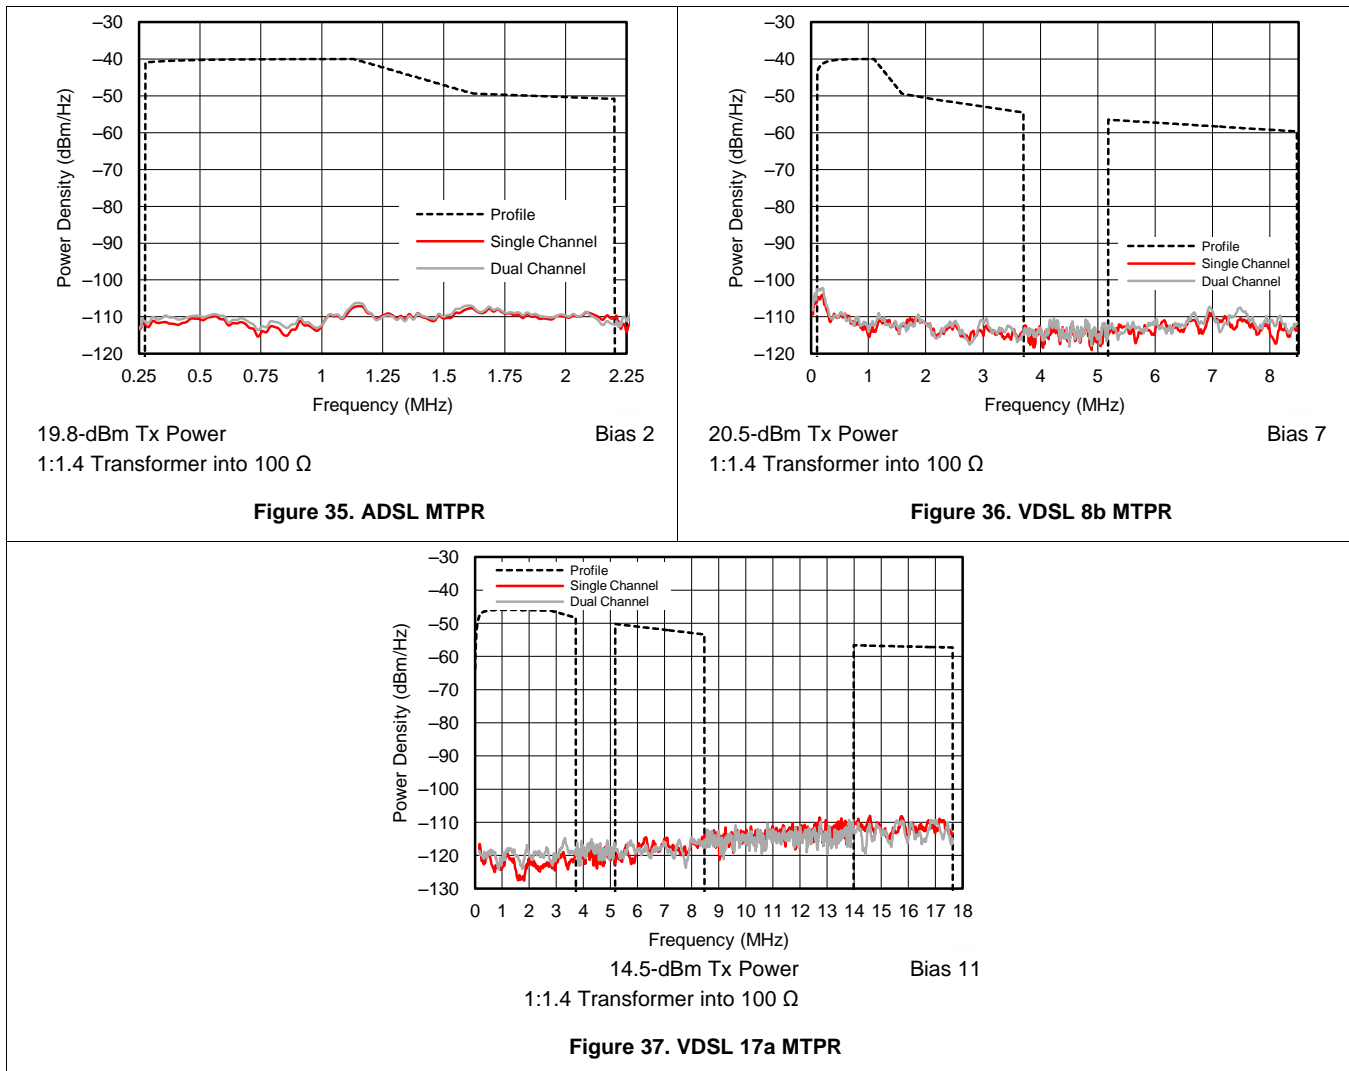 –30
–40
–50
–60
–70
–80
–90
–100
–110
–120
Power Density (dBm/Hz)
Profile
Single Channel
Dual Channel
0.25 0.5 0.75 1 1.25 1.5 1.75 2 2.25
Frequency (MHz)
19.8-dBm Tx Power Bias 2
1:1.4 Transformer into 100 Ω
Figure 35. ADSL MTPR
–30
–40
–50
–60
–70
–80
–90
–100
–110
–120
Power Density (dBm/Hz)
Profile
Single Channel
Dual Channel
0 1 2 3 4 5 6 7 8
Frequency (MHz)
20.5-dBm Tx Power Bias 7
1:1.4 Transformer into 100 Ω
Figure 36. VDSL 8b MTPR
–30
–40
–50
–60
–70
–80
–90
–100
–110
–120
–130
Power Density (dBm/Hz)
Profile
Single Channel
Dual Channel
0 1 2 3 4 5 6 7 8 9 10 11 12 13 14 15 16 17 18
Frequency (MHz)
14.5-dBm Tx Power Bias 11
1:1.4 Transformer into 100 Ω
Figure 37. VDSL 17a MTPR